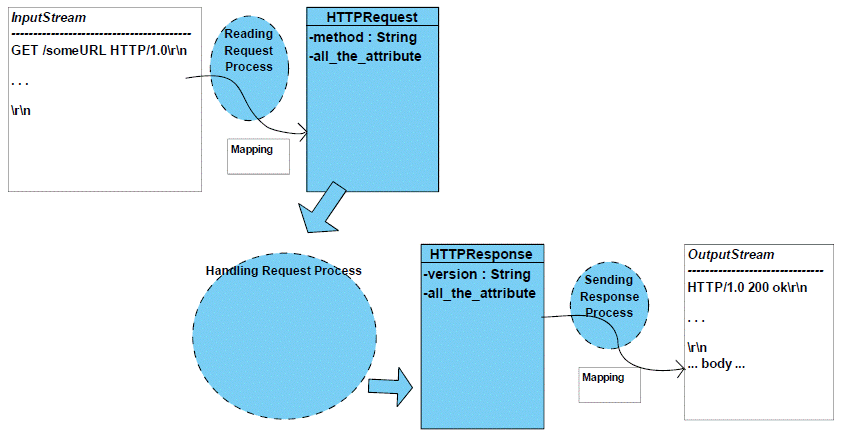 InputStream
----------------------------------------
GET /someURL HTTP/1.0\r\n
. . .
\r\n
Reading
Request
Process
Mapping
HTTPRequest
-method : String
-all_the_attribute
Handling Request Process
HTTPResponse
-version : String
-all_the_attribute
Sending
Response
Process
Mapping
OutputStream
-------------------------------
HTTP/1.0 200 ok\r\n
. . .
\r\n
... body ...